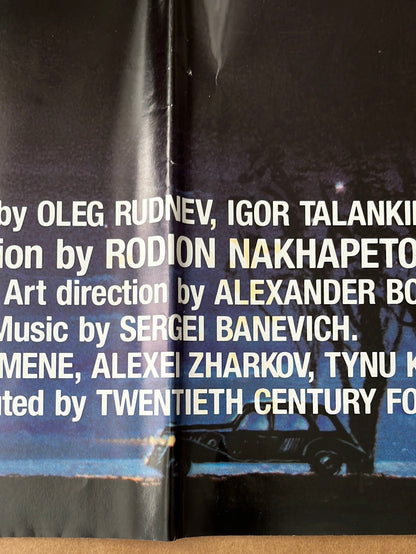 by OLEG RUDNEV, IGOR TALANKI
ion by RODION NAKHAPETO
Art direction by ALEXANDER BO
Music by SERGEI BANEVICH.
MENE, ALEXEI ZHARKOV, TYNU K
uted by TWENTIETH CENTURY FO